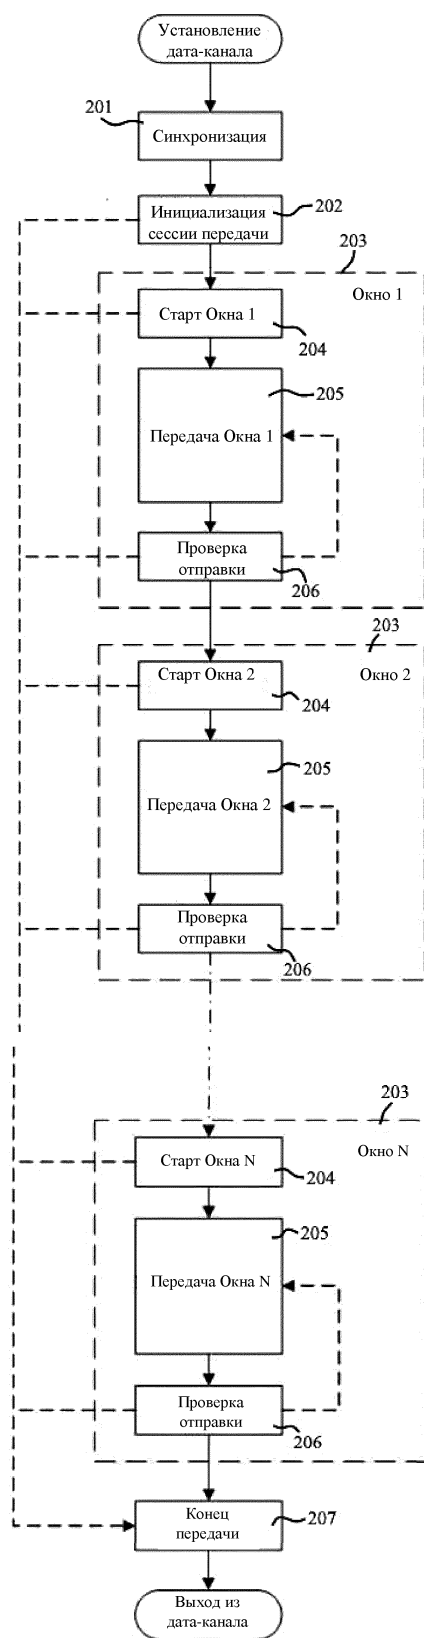 Установление
дата-канала
201
Синхронизация
Инициализация
сессии передачи
202
203
Окно 1
Старт Окна 1
204
205
Передача Окна 1
Проверка
отправки
206
203
Окно 2
Старт Окна 2
204
205
Передача Окна 2
Проверка
отправки
206
203
Окно N
Старт Окна N
204
205
Передача Окна N
Проверка
отправки
206
Конец
передачи
207
Выход из
дата-канала